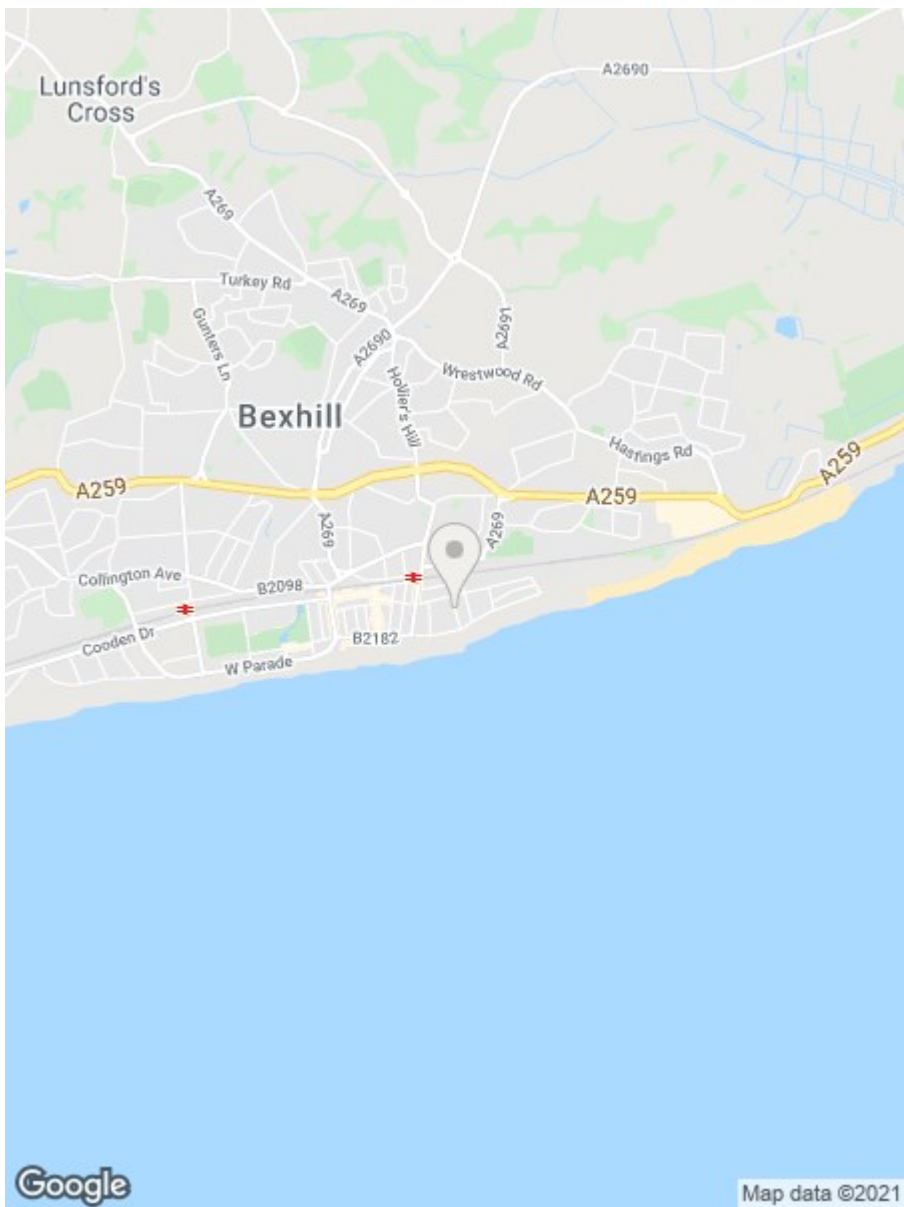 A2690
Lunsford's
Cross
A269
Turkey Rd
A269
A2691
Gunters Ln
A2690
Hollier's Hill
Wrestwood Rd
Bexhill
Hastings Rd
A259
A259
A259
A269
A269
Collington Ave
B2098
Cooden Dr
B2182
W Parade
Google
Map data ©2021